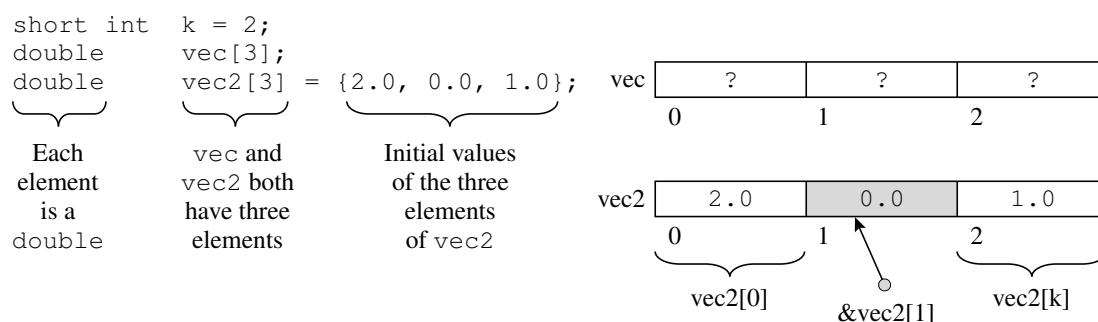 short int k = 2;
double vec[3];
double vec2[3] = {2.0, 0.0, 1.0};
Each
element
is a
double
vec and
vec2 both
have three
elements
Initial values
of the three
elements
of vec2
vec ? ? ?
0 1 2
vec2 2.0 0.0 1.0
0 1 2
vec2[0] vec2[k]
&vec2[1]